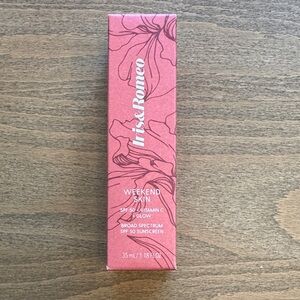 Iris&Romeo
WEEKEND
SKIN
SPF 50 + VITAMIN C
+ GLOW
BROAD SPECTRUM
SPF 50 SUNSCREEN
35 mL / 1.18 FL OZ